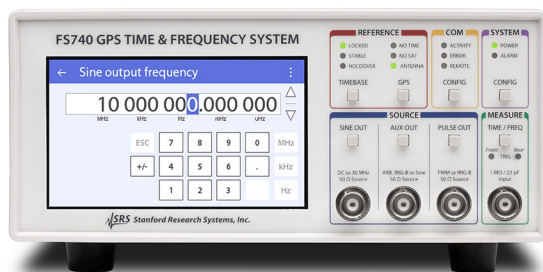 FS740 GPS TIME & FREQUENCY SYSTEM
← Sine output frequency
10 000 000.000 000
MHz kHz Hz mHz uHz
ESC 7 8 9 0 MHz
+/- 4 5 6 . kHz
1 2 3 Hz
SRS Stanford Research Systems, Inc.
REFERENCE
LOCKED NO TIME
STABLE NO SAT
HOLDOVER ANTENNA
TIMEBASE GPS
COM
ACTIVITY
ERROR
REMOTE
CONFIG
SYSTEM
POWER
ALARM
CONFIG
SOURCE
SINE OUT AUX OUT PULSE OUT
DC to 30 MHz
50 Ω Source
ARB, IRIG-B or Sine
50 Ω Source
PWM or IRIG-B
50 Ω Source
MEASURE
TIME / FREQ
Front Rear
TRIG
1 MΩ / 22 pF
Input